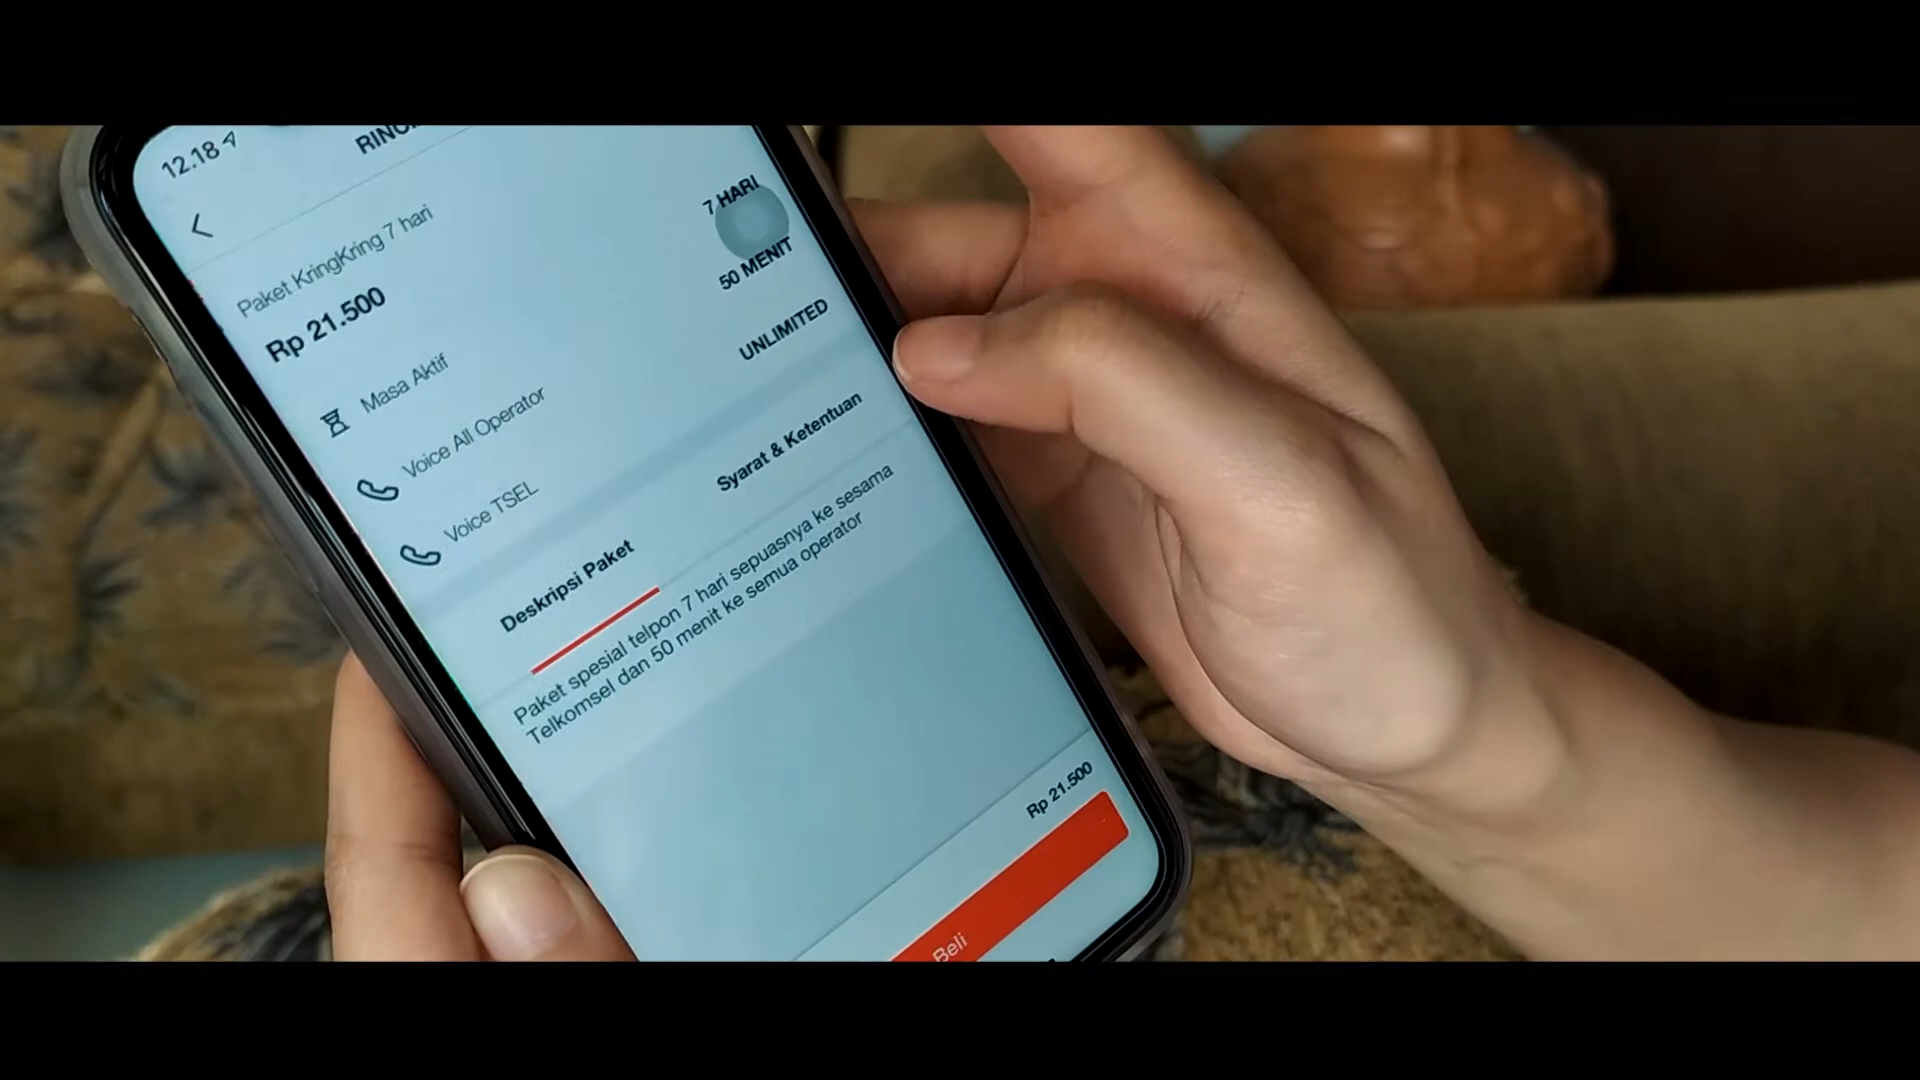 12.18
Paket KringKring 7 hari
Rp 21.500
Masa Aktif
7 HARI
Voice All Operator
50 MENIT
Voice TSEL
UNLIMITED
Deskripsi Paket
Syarat & Ketentuan
Paket spesial telpon 7 hari sepuasnya ke sesama
Telkomsel dan 50 menit ke semua operator
Rp 21.500
Beli